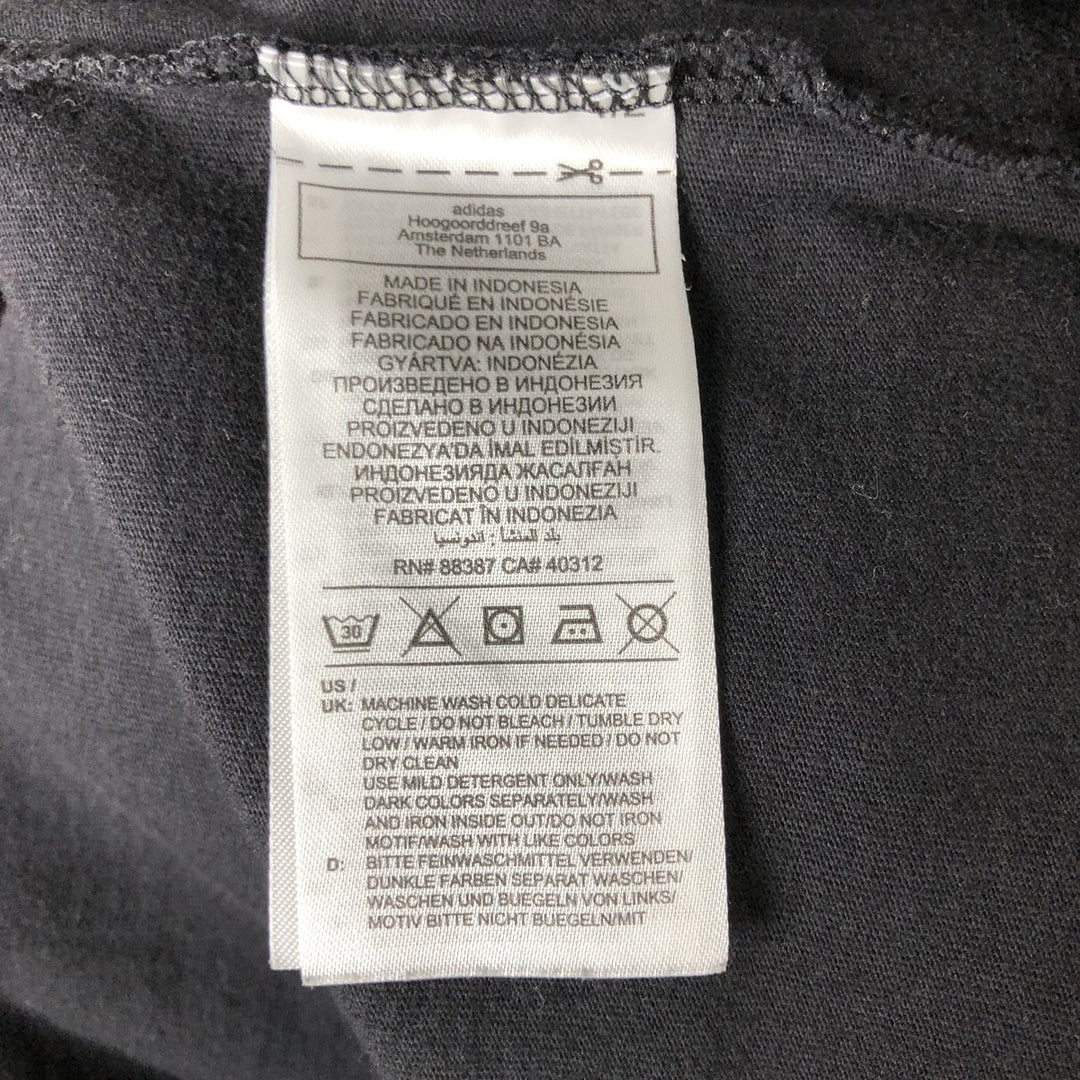 adidas
Hoogoorddreef 9a
Amsterdam 1101 BA
The Netherlands
MADE IN INDONESIA
FABRIQUÉ EN INDONÉSIE
FABRICADO EN INDONESIA
FABRICADO NA INDONÉSIA
GYÁRTVA: INDONÉZIA
ПРОИЗВЕДЕНО В ИНДОНЕЗИЯ
СДЕЛАНО В ИНДОНЕЗИИ
PROIZVEDENO U INDONEZIJI
ENDONEZYA'DA İMAL EDİLMİŞTİR.
ИНДОНЕЗИЯДА ЖАСАЛҒАН
PROIZVEDENO U INDONEZIJI
FABRICAT ÎN INDONEZIA
بلد المنشأ : اندونسيا
RN# 88387 CA# 40312
30
US /
UK: MACHINE WASH COLD DELICATE
CYCLE / DO NOT BLEACH / TUMBLE DRY
LOW / WARM IRON IF NEEDED / DO NOT
DRY CLEAN
USE MILD DETERGENT ONLY/WASH
DARK COLORS SEPARATELY/WASH
AND IRON INSIDE OUT/DO NOT IRON
MOTIF/WASH WITH LIKE COLORS
D: BITTE FEINWASCHMITTEL VERWENDEN/
DUNKLE FARBEN SEPARAT WASCHEN/
WASCHEN UND BUEGELN VON LINKS/
MOTIV BITTE NICHT BUEGELN/MIT